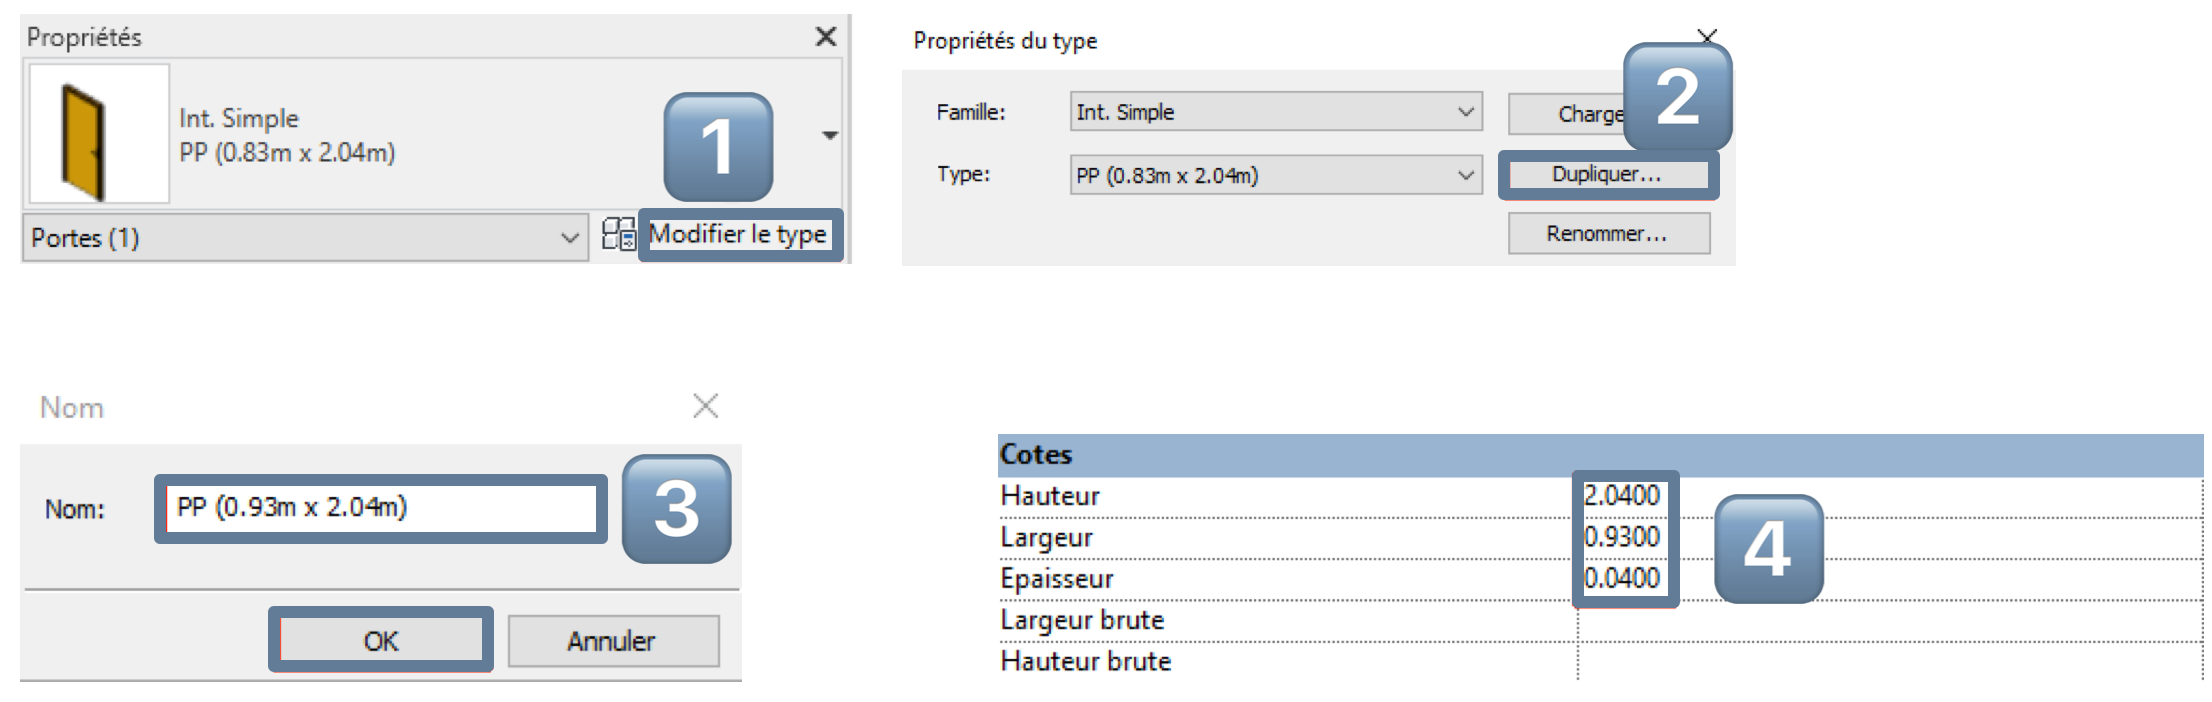 Propriétés
Int. Simple
PP (0.83m x 2.04m)
1
Portes (1)
Modifier le type
Propriétés du type
2
Famille:
Int. Simple
Type:
PP (0.83m x 2.04m)
Dupliquer...
Renommer...
Nom
Nom:
PP (0.93m x 2.04m)
3
OK
Annuler
Cotes
Hauteur 2.0400
Largeur 0.9300
4
Epaisseur 0.0400
Largeur brute
Hauteur brute